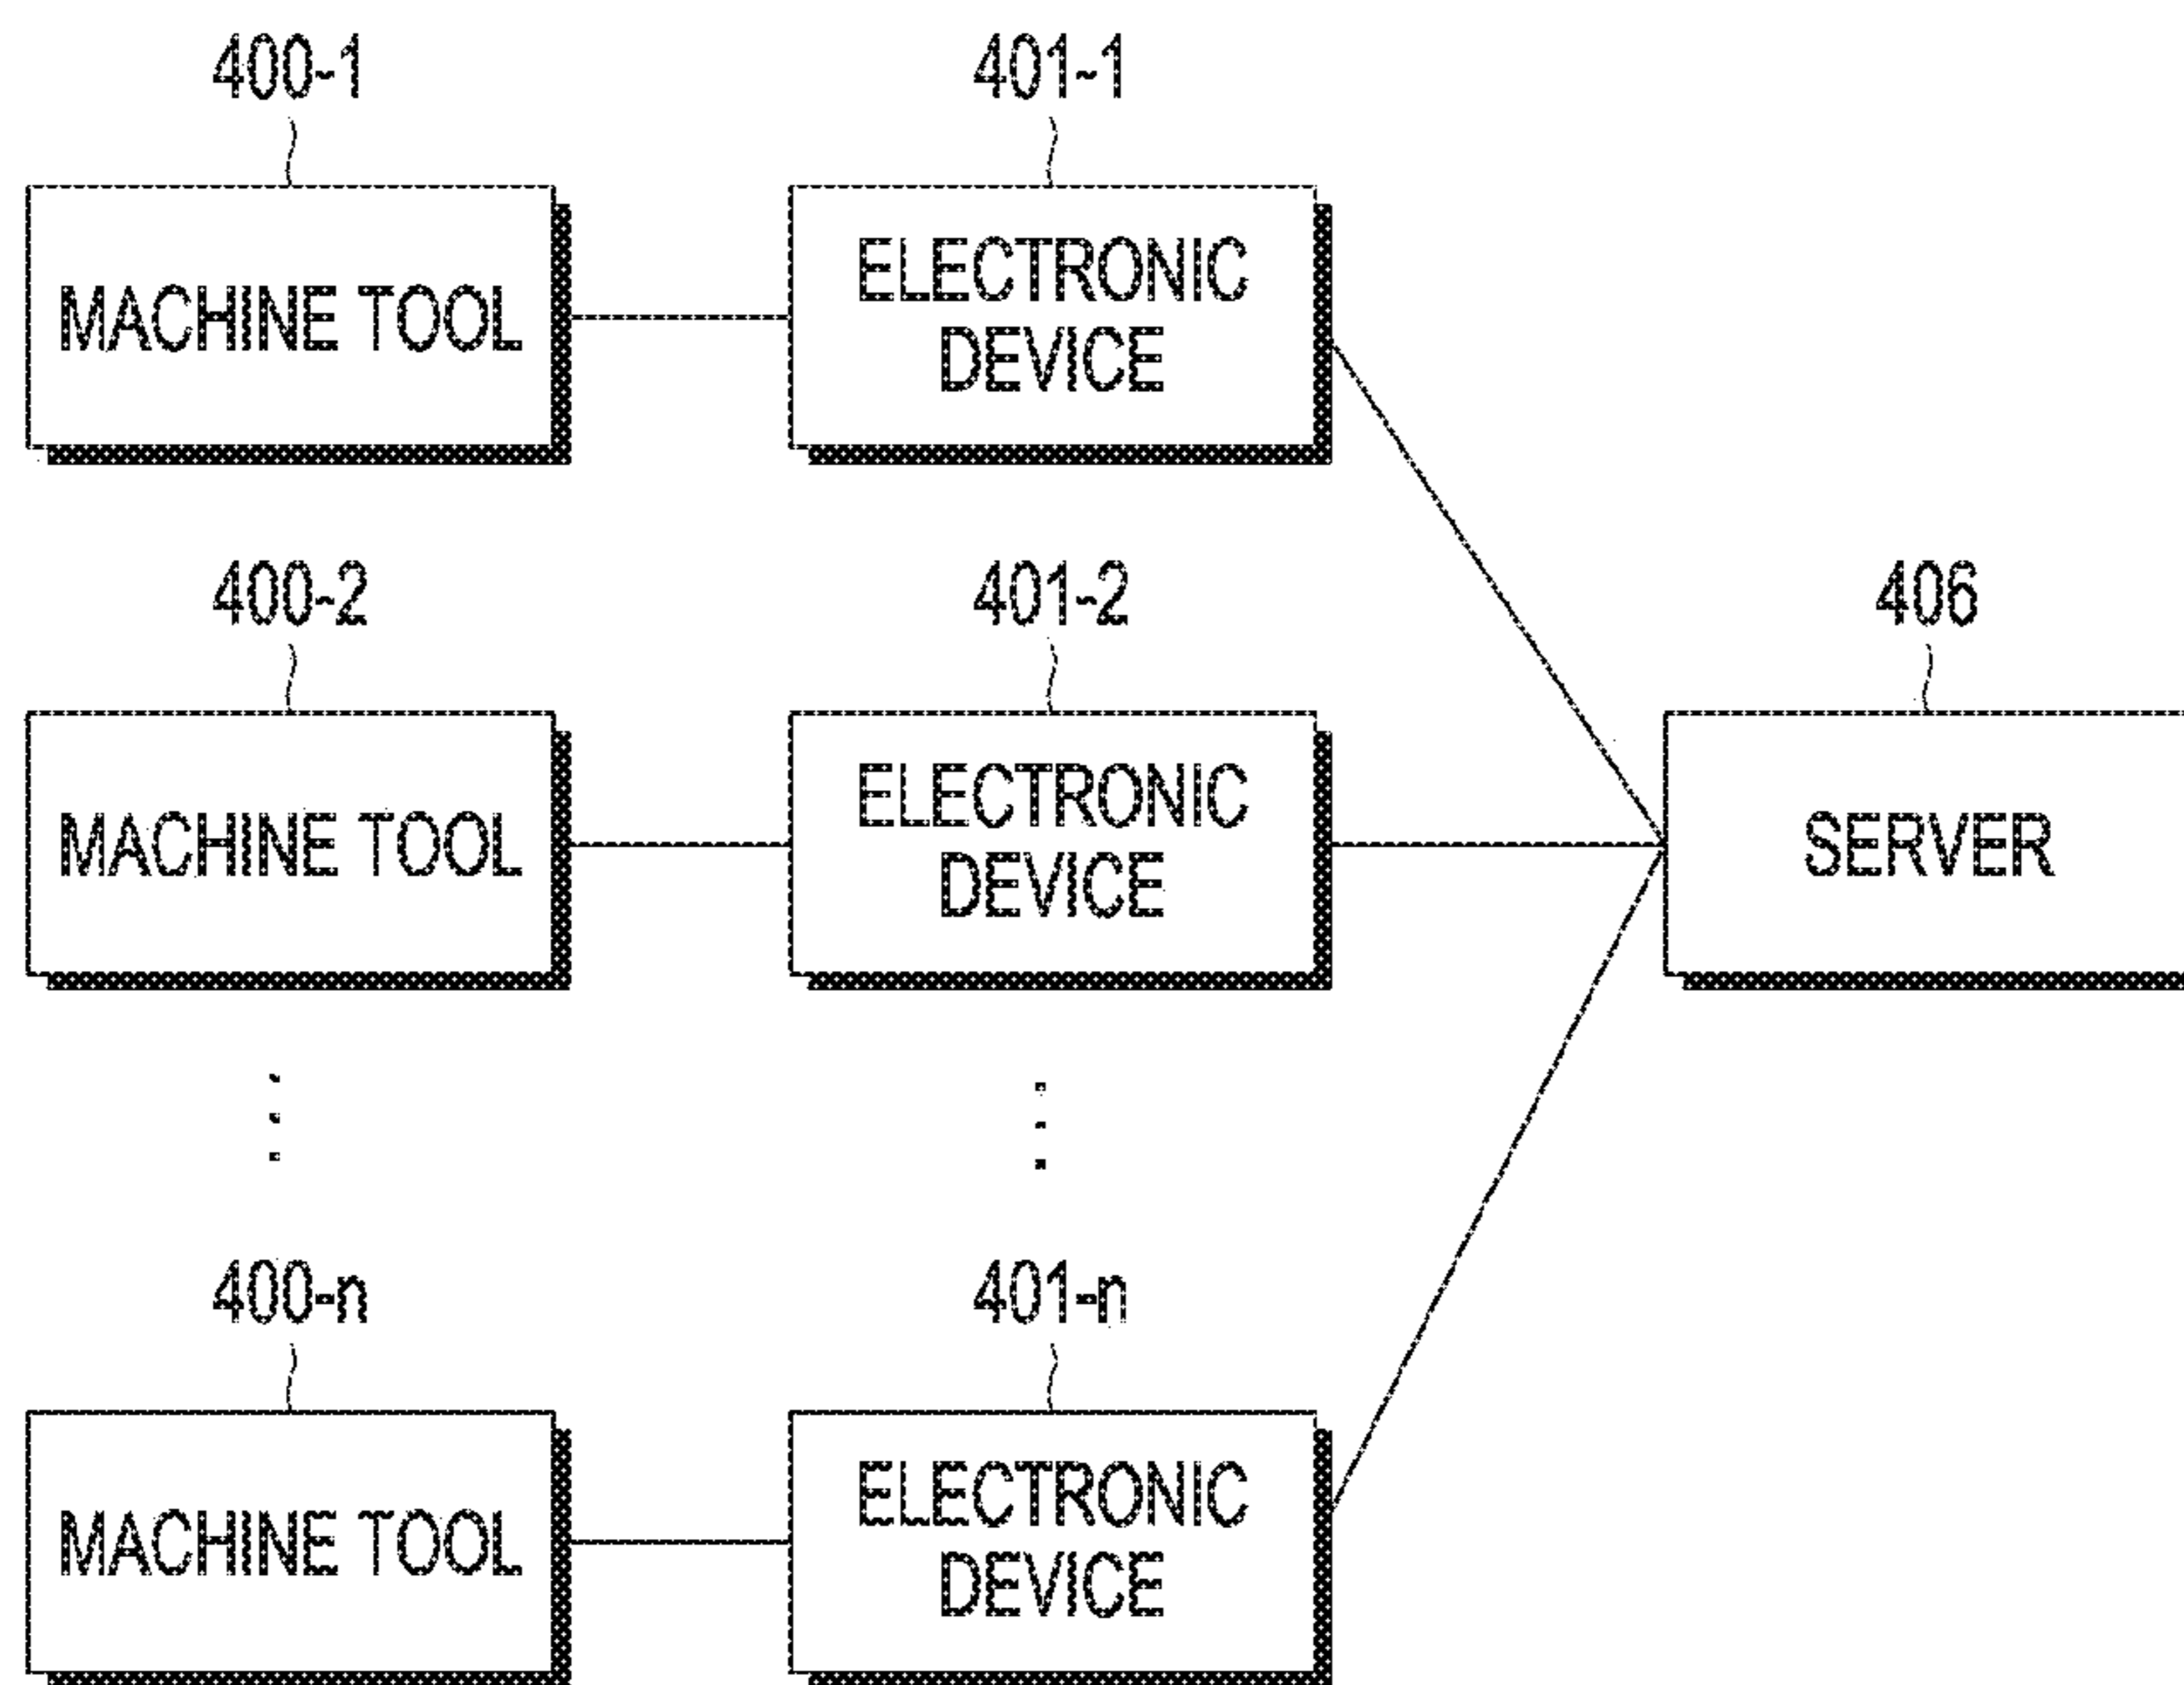 400-1
401-1
MACHINE TOOL
ELECTRONIC
DEVICE
400-2
401-2
406
MACHINE TOOL
ELECTRONIC
DEVICE
SERVER
400-n
401-n
MACHINE TOOL
ELECTRONIC
DEVICE